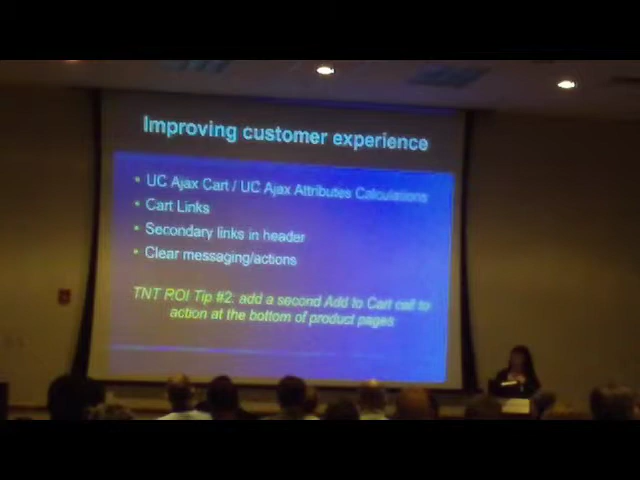 Improving customer experience
• UC Ajax Cart / UC Ajax Attributes Calculations
• Cart Links
• Secondary links in header
• Clear messaging/actions
TNT ROI Tip #2: add a second Add to Cart call to
action at the bottom of product pages